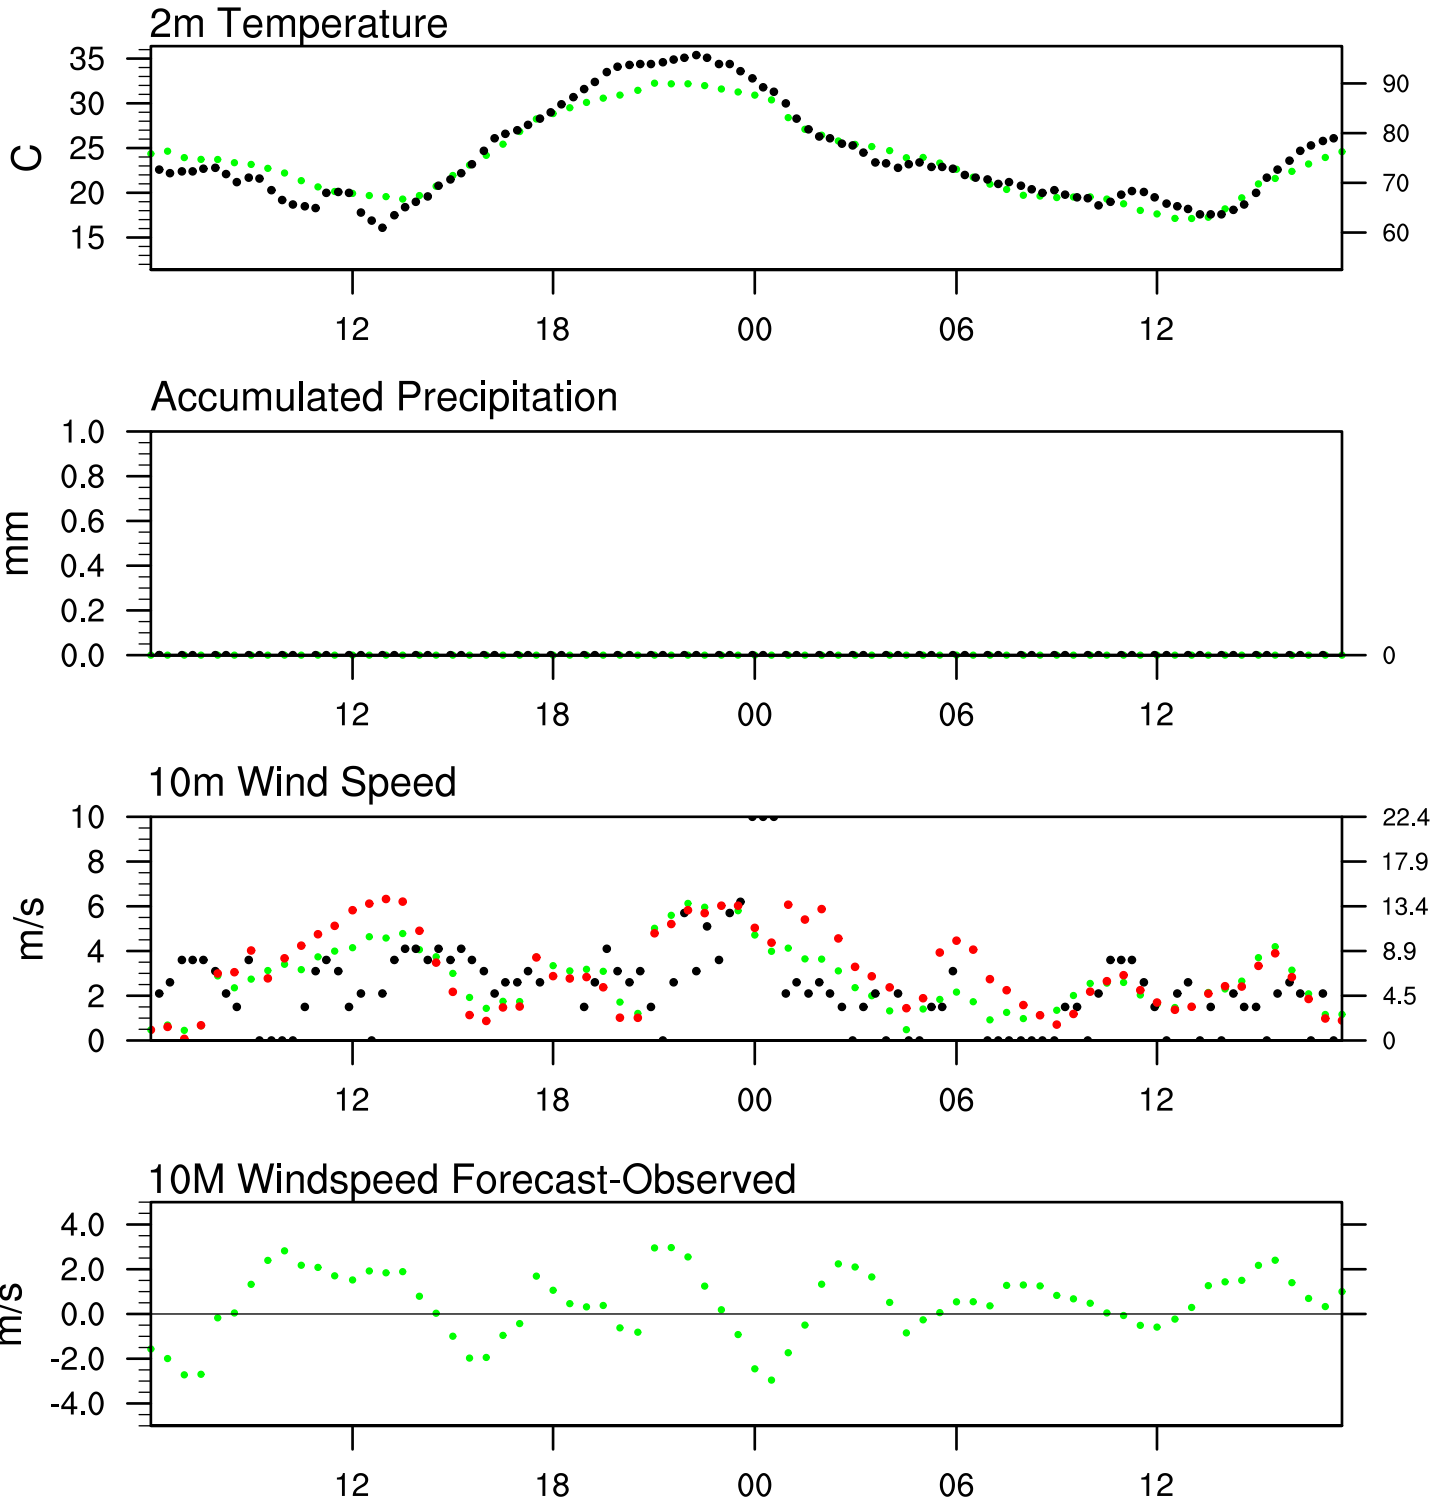 2m Temperature
35
30
25
20
15
C
90
80
70
60
12 18 00 06 12
Accumulated Precipitation
1.0
0.8
0.6
0.4
0.2
0.0
mm
0
12 18 00 06 12
10m Wind Speed
10
8
6
4
2
0
m/s
22.4
17.9
13.4
8.9
4.5
0
12 18 00 06 12
10M Windspeed Forecast-Observed
4.0
2.0
0.0
-2.0
-4.0
m/s
12 18 00 06 12